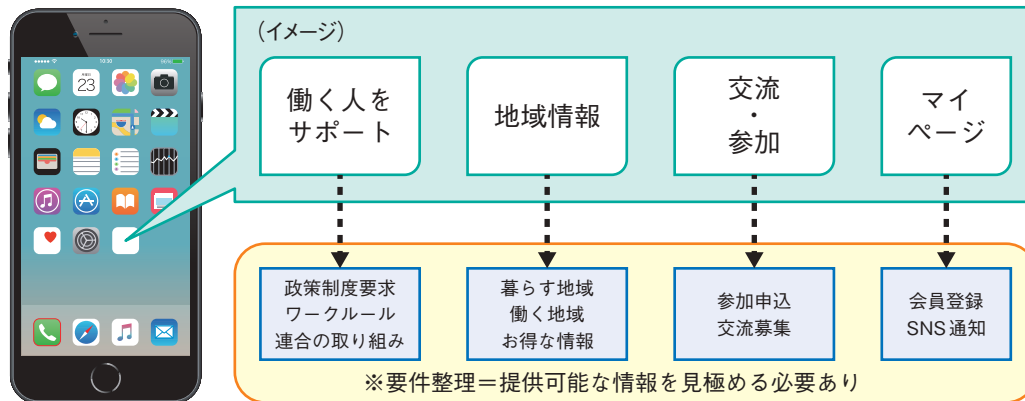 10:30
23
(イメージ)
働く人を
サポート
地域情報
交流
・
参加
マイ
ページ
政策制度要求
ワークルール
連合の取り組み
暮らす地域
働く地域
お得な情報
参加申込
交流募集
会員登録
SNS通知
※要件整理=提供可能な情報を見極める必要あり